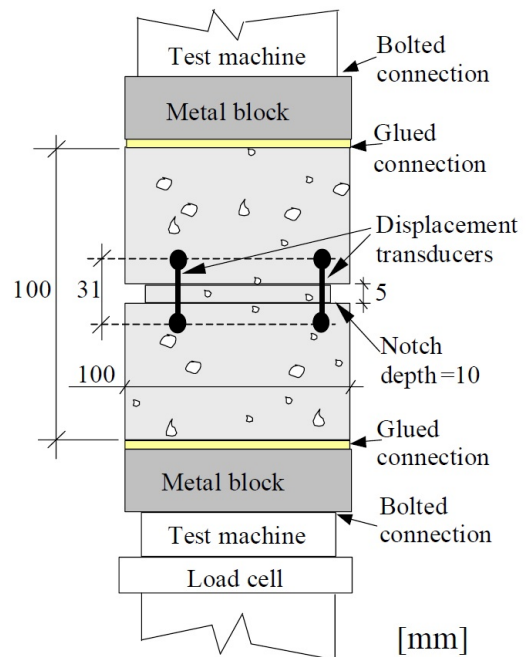 Test machine
Bolted
connection
Metal block
Glued
connection
Displacement
transducers
100
31
5
Notch
depth=10
100
Glued
connection
Metal block
Bolted
connection
Test machine
Load cell
[mm]